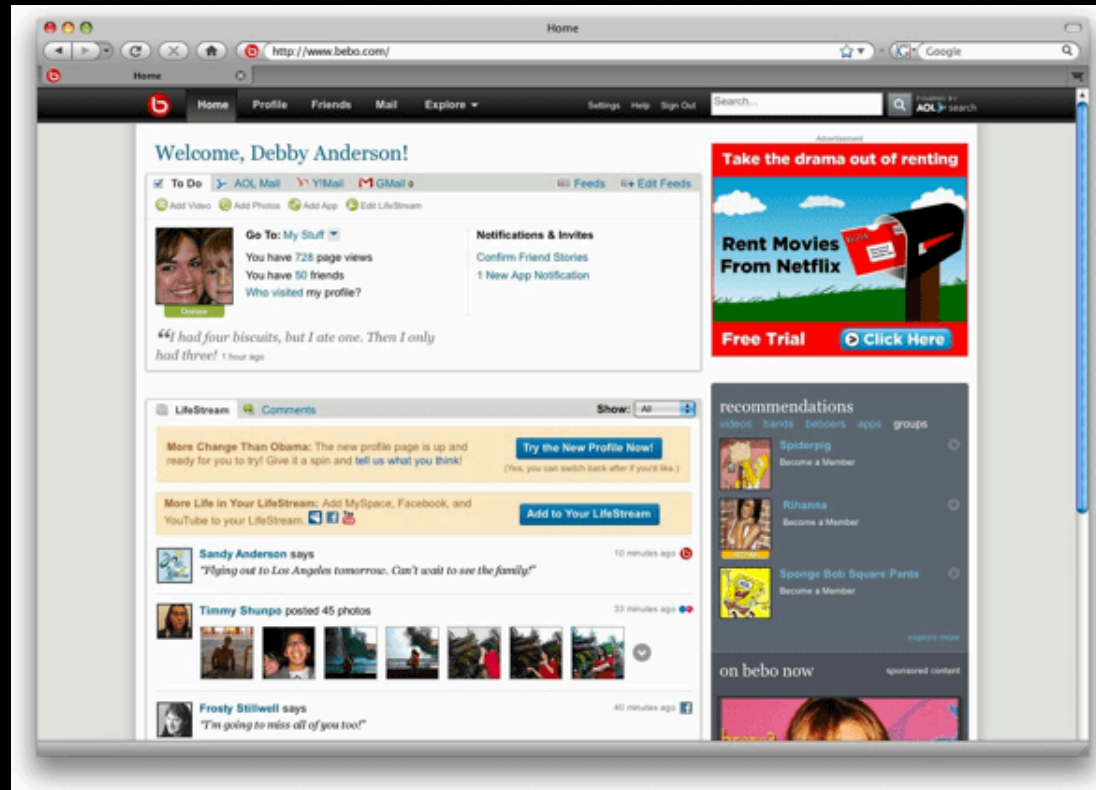 Home
http://www.bebo.com/
Google
Home
Home Profile Friends Mail Explore
Settings Help Sign Out
Search...
POWERED BY
AOL search
Welcome, Debby Anderson!
To Do AOL Mail Y!Mail GMail
Feeds Edit Feeds
Add Video Add Photos Add App Edit LifeStream
Go To: My Stuff
You have 728 page views
You have 50 friends
Who visited my profile?
Online
Notifications & Invites
Confirm Friend Stories
1 New App Notification
“I had four biscuits, but I ate one. Then I only
had three! 1 hour ago
LifeStream Comments
Show: All
More Change Than Obama: The new profile page is up and
ready for you to try! Give it a spin and tell us what you think!
Try the New Profile Now!
(Yes, you can switch back after if you'd like.)
More Life in Your LifeStream: Add MySpace, Facebook, and
YouTube to your LifeStream.
Add to Your LifeStream
Sandy Anderson says
10 minutes ago
"Flying out to Los Angeles tomorrow. Can't wait to see the family!"
Timmy Shunpo posted 45 photos
33 minutes ago
Frosty Stillwell says
40 minutes ago
"I'm going to miss all of you too!"
Advertisement
Take the drama out of renting
Rent Movies
From Netflix
Free Trial
Click Here
recommendations
videos bands beboers apps groups
Spiderpig
Become a Member
Rihanna
Become a Member
Sponge Bob Square Pants
Become a Member
explore more
on bebo now
sponsored content